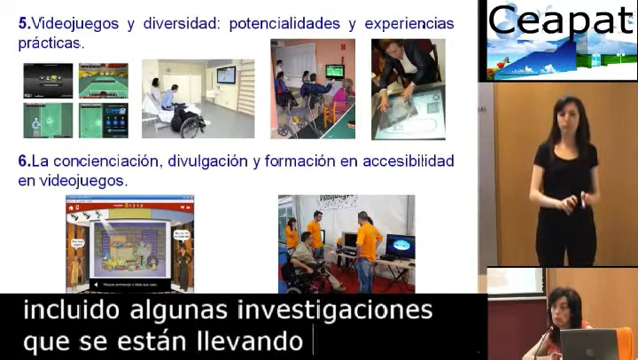 5.Videojuegos y diversidad: potencialidades y experiencias
prácticas.
Ceapat
6.La concienciación, divulgación y formación en accesibilidad
en videojuegos.
incluido algunas investigaciones
que se están llevando